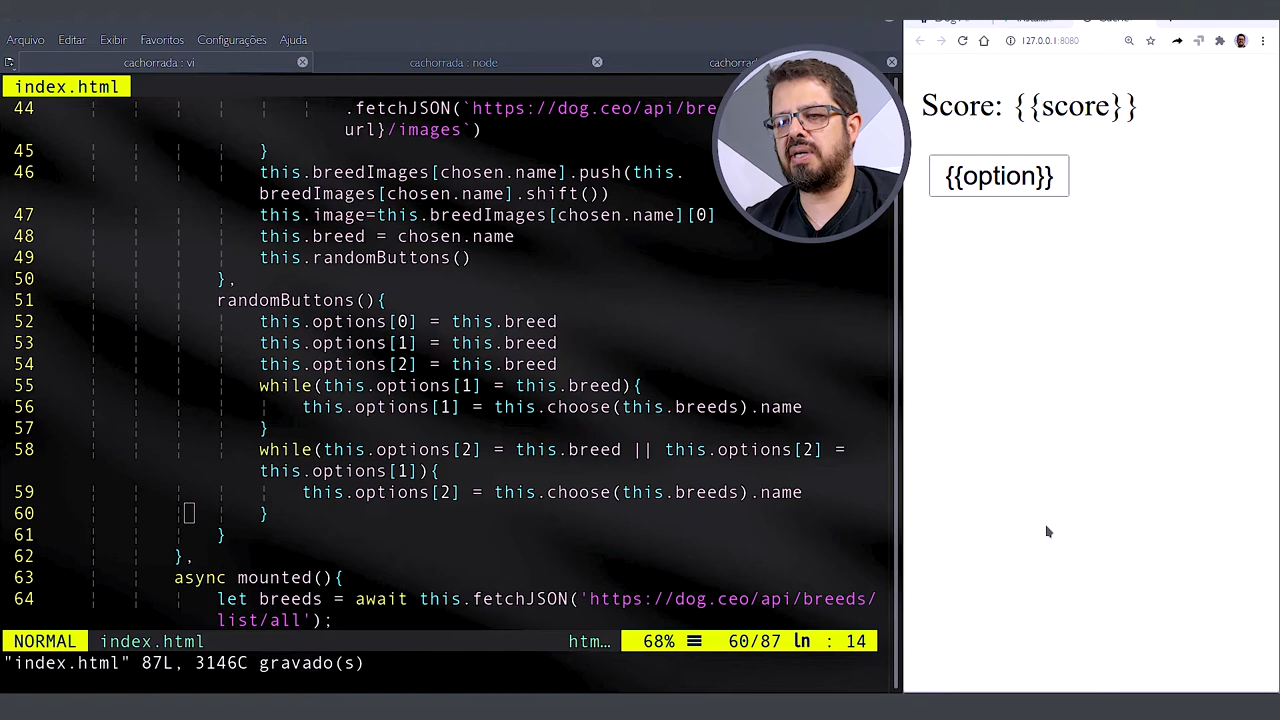 Arquivo Editar Exibir Favoritos Configurações Ajuda
cachorrada : vi
cachorrada : node
127.0.0.1:8080
index.html
44 .fetchJSON(`https://dog.ceo/api/bre
url}/images`)
45 }
46 this.breedImages[chosen.name].push(this.
breedImages[chosen.name].shift())
47 this.image=this.breedImages[chosen.name][0]
48 this.breed = chosen.name
49 this.randomButtons()
50 },
51 randomButtons(){
52 this.options[0] = this.breed
53 this.options[1] = this.breed
54 this.options[2] = this.breed
55 while(this.options[1] = this.breed){
56 this.options[1] = this.choose(this.breeds).name
57 }
58 while(this.options[2] = this.breed || this.options[2] =
this.options[1]){
59 this.options[2] = this.choose(this.breeds).name
60 }
61 }
62 },
63 async mounted(){
64 let breeds = await this.fetchJSON('https://dog.ceo/api/breeds/
list/all');
NORMAL index.html htm… 68% 60/87 ln : 14
"index.html" 87L, 3146C gravado(s)
Score: {{score}}
{{option}}